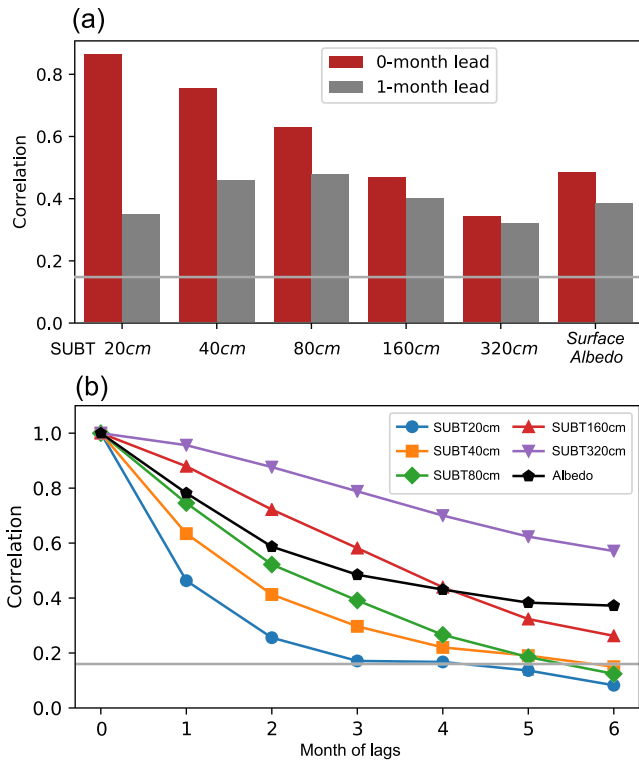 (a)
0-month lead
1-month lead
Correlation
0.8
0.6
0.4
0.2
0.0
SUBT 20cm 40cm 80cm 160cm 320cm Surface Albedo
(b)
SUBT20cm SUBT160cm
SUBT40cm SUBT320cm
SUBT80cm Albedo
Correlation
1.0
0.8
0.6
0.4
0.2
0.0
0 1 2 3 4 5 6
Month of lags